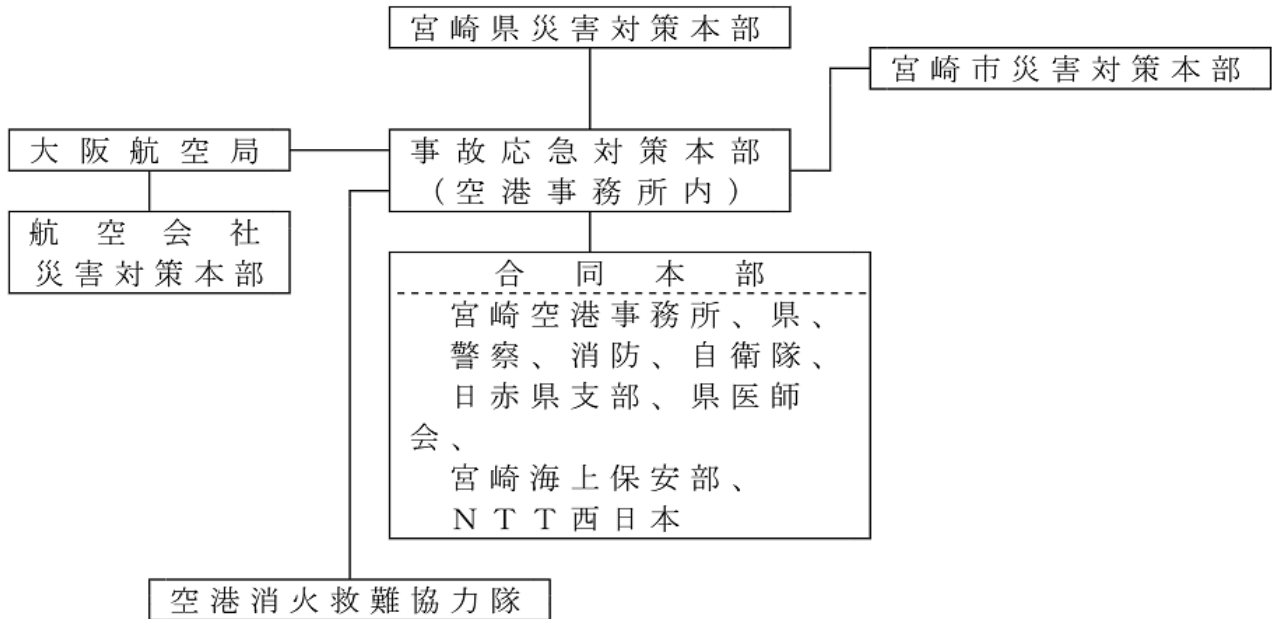 宮崎県災害対策本部
宮崎市災害対策本部
大阪航空局
事故応急対策本部
(空港事務所内)
航空会社
災害対策本部
合同本部
宮崎空港事務所、県、
警察、消防、自衛隊、
日赤県支部、県医師
会、
宮崎海上保安部、
NTT西日本
空港消火救難協力隊